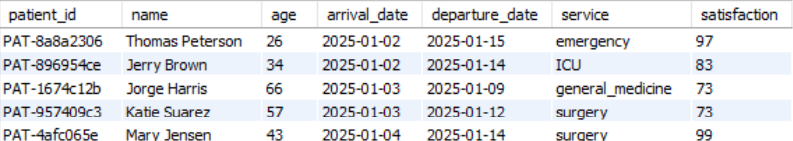 patient_id name age arrival_date departure_date service satisfaction
PAT-8a8a2306 Thomas Peterson 26 2025-01-02 2025-01-15 emergency 97
PAT-896954ce Jerry Brown 34 2025-01-02 2025-01-14 ICU 83
PAT-1674c12b Jorge Harris 66 2025-01-03 2025-01-09 general_medicine 73
PAT-957409c3 Katie Suarez 57 2025-01-03 2025-01-12 surgery 73
PAT-4afc065e Mary Jensen 43 2025-01-04 2025-01-14 surgery 99